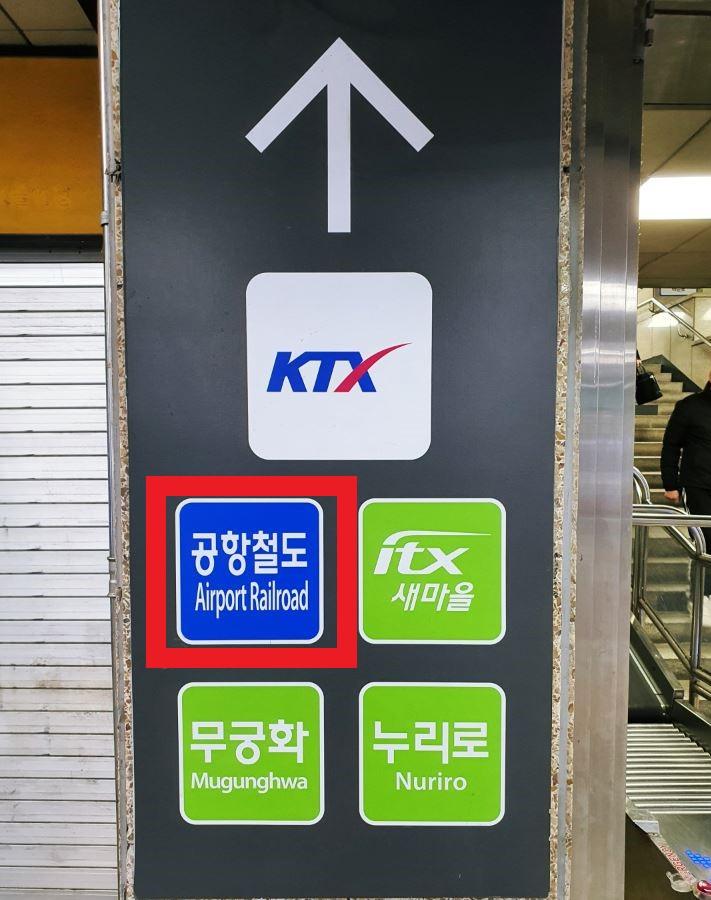 KTX
공항철도
Airport Railroad
itx
새마을
무궁화
Mugunghwa
누리로
Nuriro